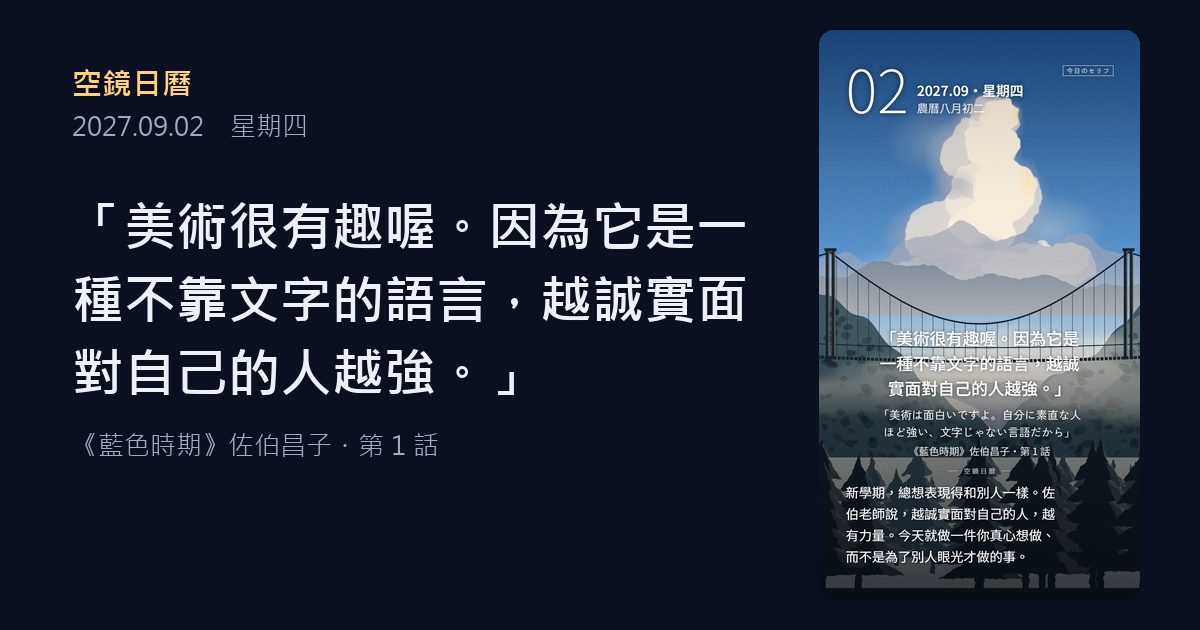 空鏡日曆
2027.09.02 星期四
「美術很有趣喔。因為它是一
種不靠文字的語言，越誠實面
對自己的人越強。」
《藍色時期》佐伯昌子・第 1 話
02
2027.09・星期四
農曆八月初二
今日のセリフ
「美術很有趣喔。因為它是
一種不靠文字的語言，越誠
實面對自己的人越強。」
「美術は面白いですよ。自分に素直な人
ほど強い、文字じゃない言語だから」
《藍色時期》佐伯昌子・第 1 話
— 空鏡日曆 —
新學期，總想表現得和別人一樣。佐
伯老師說，越誠實面對自己的人，越
有力量。今天就做一件你真心想做、
而不是為了別人眼光才做的事。